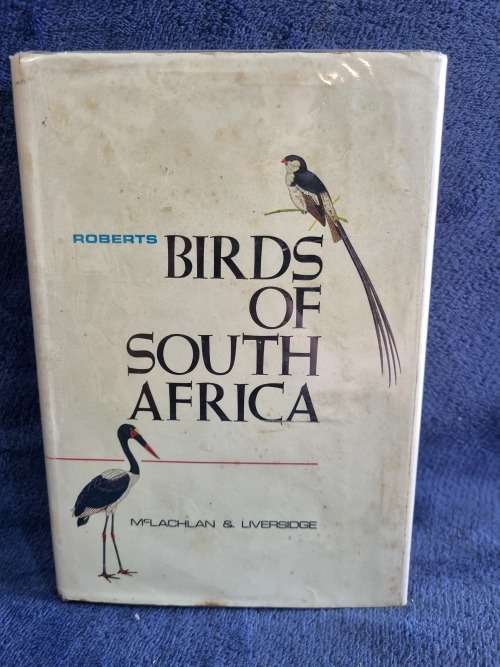 ROBERTS BIRDS
OF
SOUTH
AFRICA
McLACHLAN & LIVERSIDGE